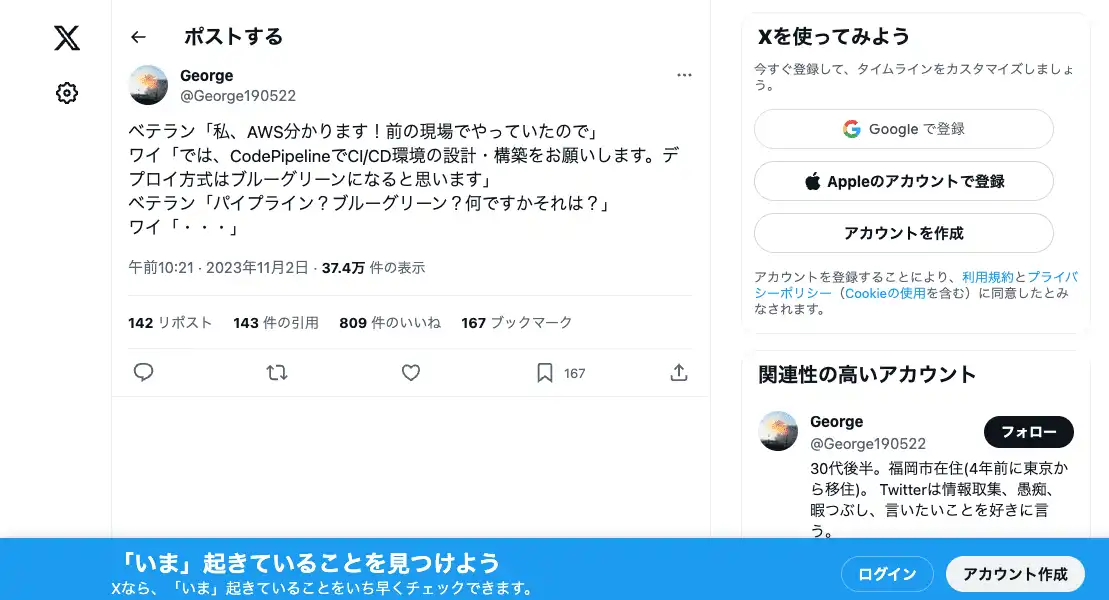 ポストする
George
@George190522
ベテラン「私、AWS分かります！前の現場でやっていたので」
ワイ「では、CodePipelineでCI/CD環境の設計・構築をお願いします。デ
プロイ方式はブルーグリーンになると思います」
ベテラン「パイプライン？ブルーグリーン？何ですかそれは？」
ワイ「・・・」
午前10:21 · 2023年11月2日 · 37.4万 件の表示
142 リポスト 143 件の引用 809 件のいいね 167 ブックマーク
167
Xを使ってみよう
今すぐ登録して、タイムラインをカスタマイズしましょ
う。
Google で登録
Appleのアカウントで登録
アカウントを作成
アカウントを登録することにより、利用規約とプライバ
シーポリシー（Cookieの使用を含む）に同意したとみ
なされます。
関連性の高いアカウント
George
@George190522
フォロー
30代後半。福岡市在住(4年前に東京か
ら移住)。 Twitterは情報取集、愚痴、
暇つぶし、言いたいことを好きに言
う。
「いま」起きていることを見つけよう
Xなら、「いま」起きていることをいち早くチェックできます。
ログイン
アカウント作成